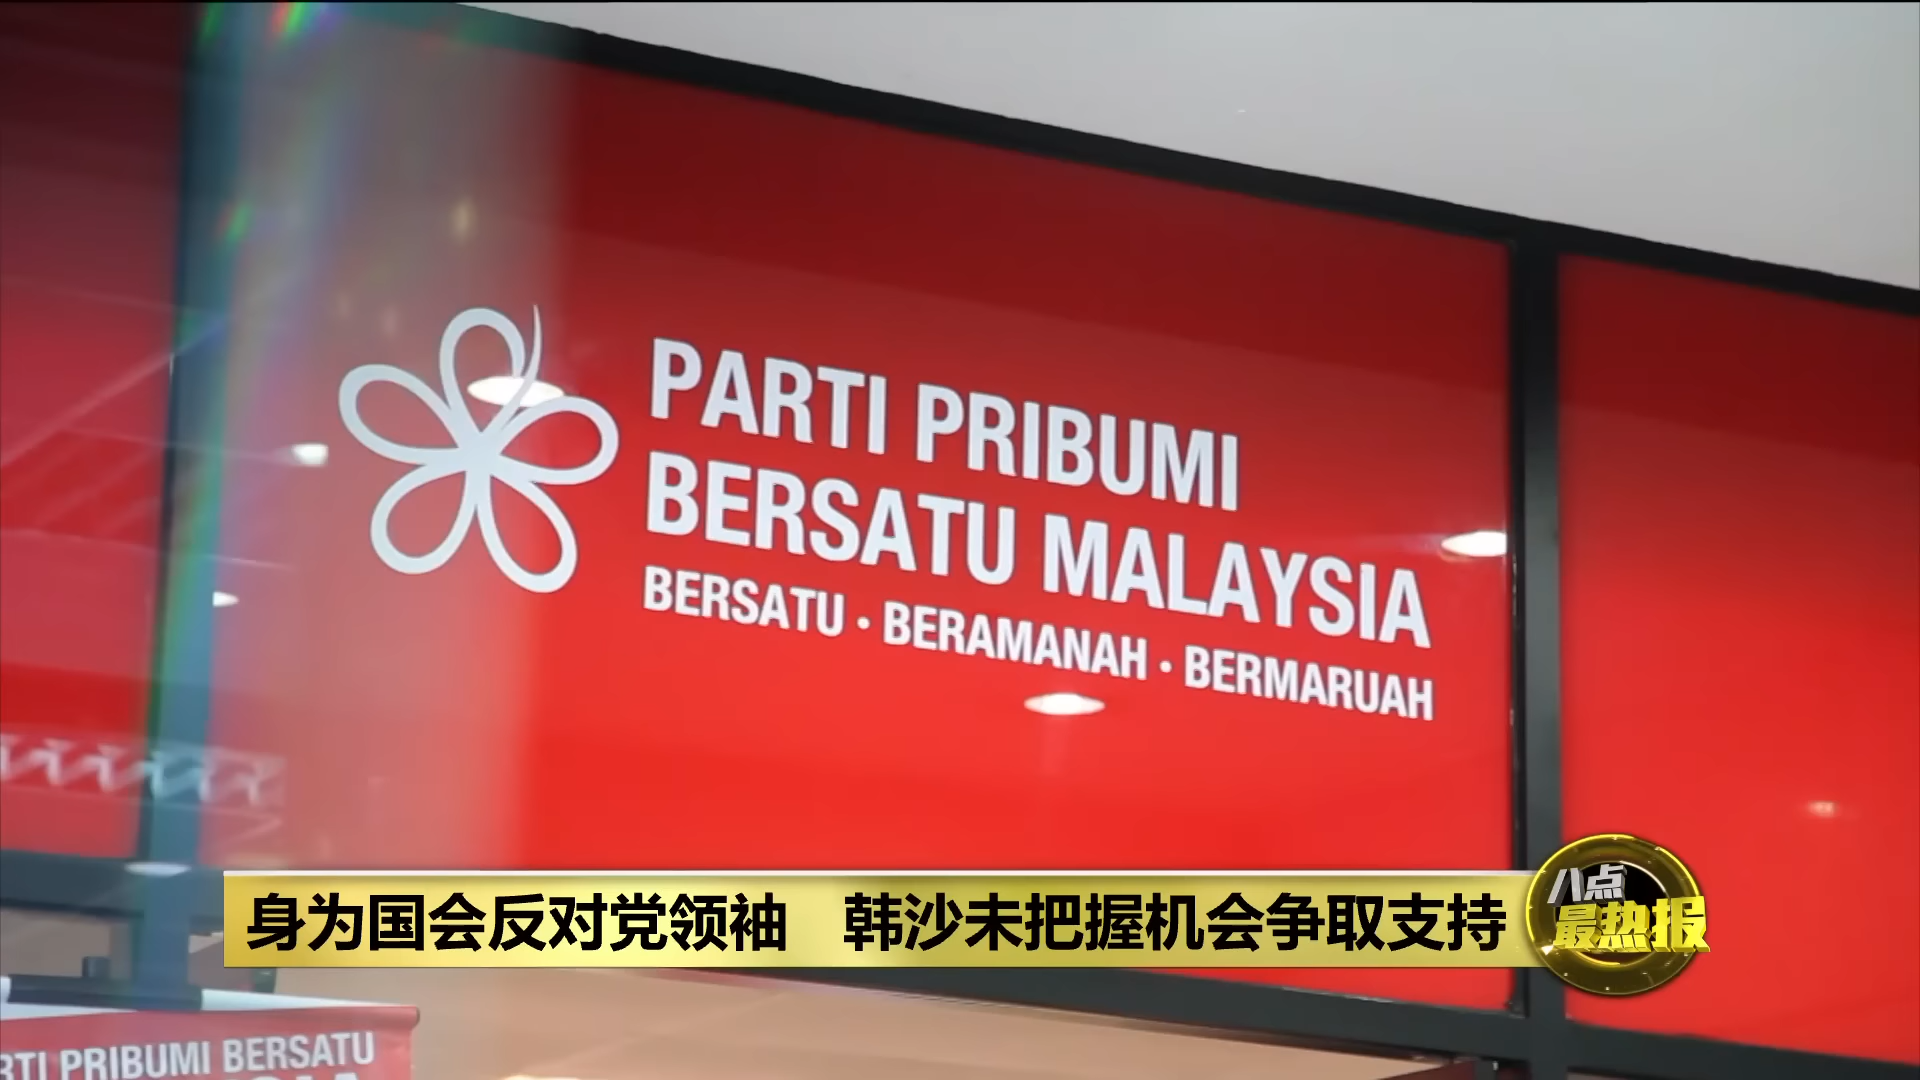 PARTI PRIBUMI
BERSATU MALAYSIA
BERSATU • BERAMANAH • BERMARUAH
身为国会反对党领袖 韩沙未把握机会争取支持
八点
最热报
PRIBUMI BERSATU